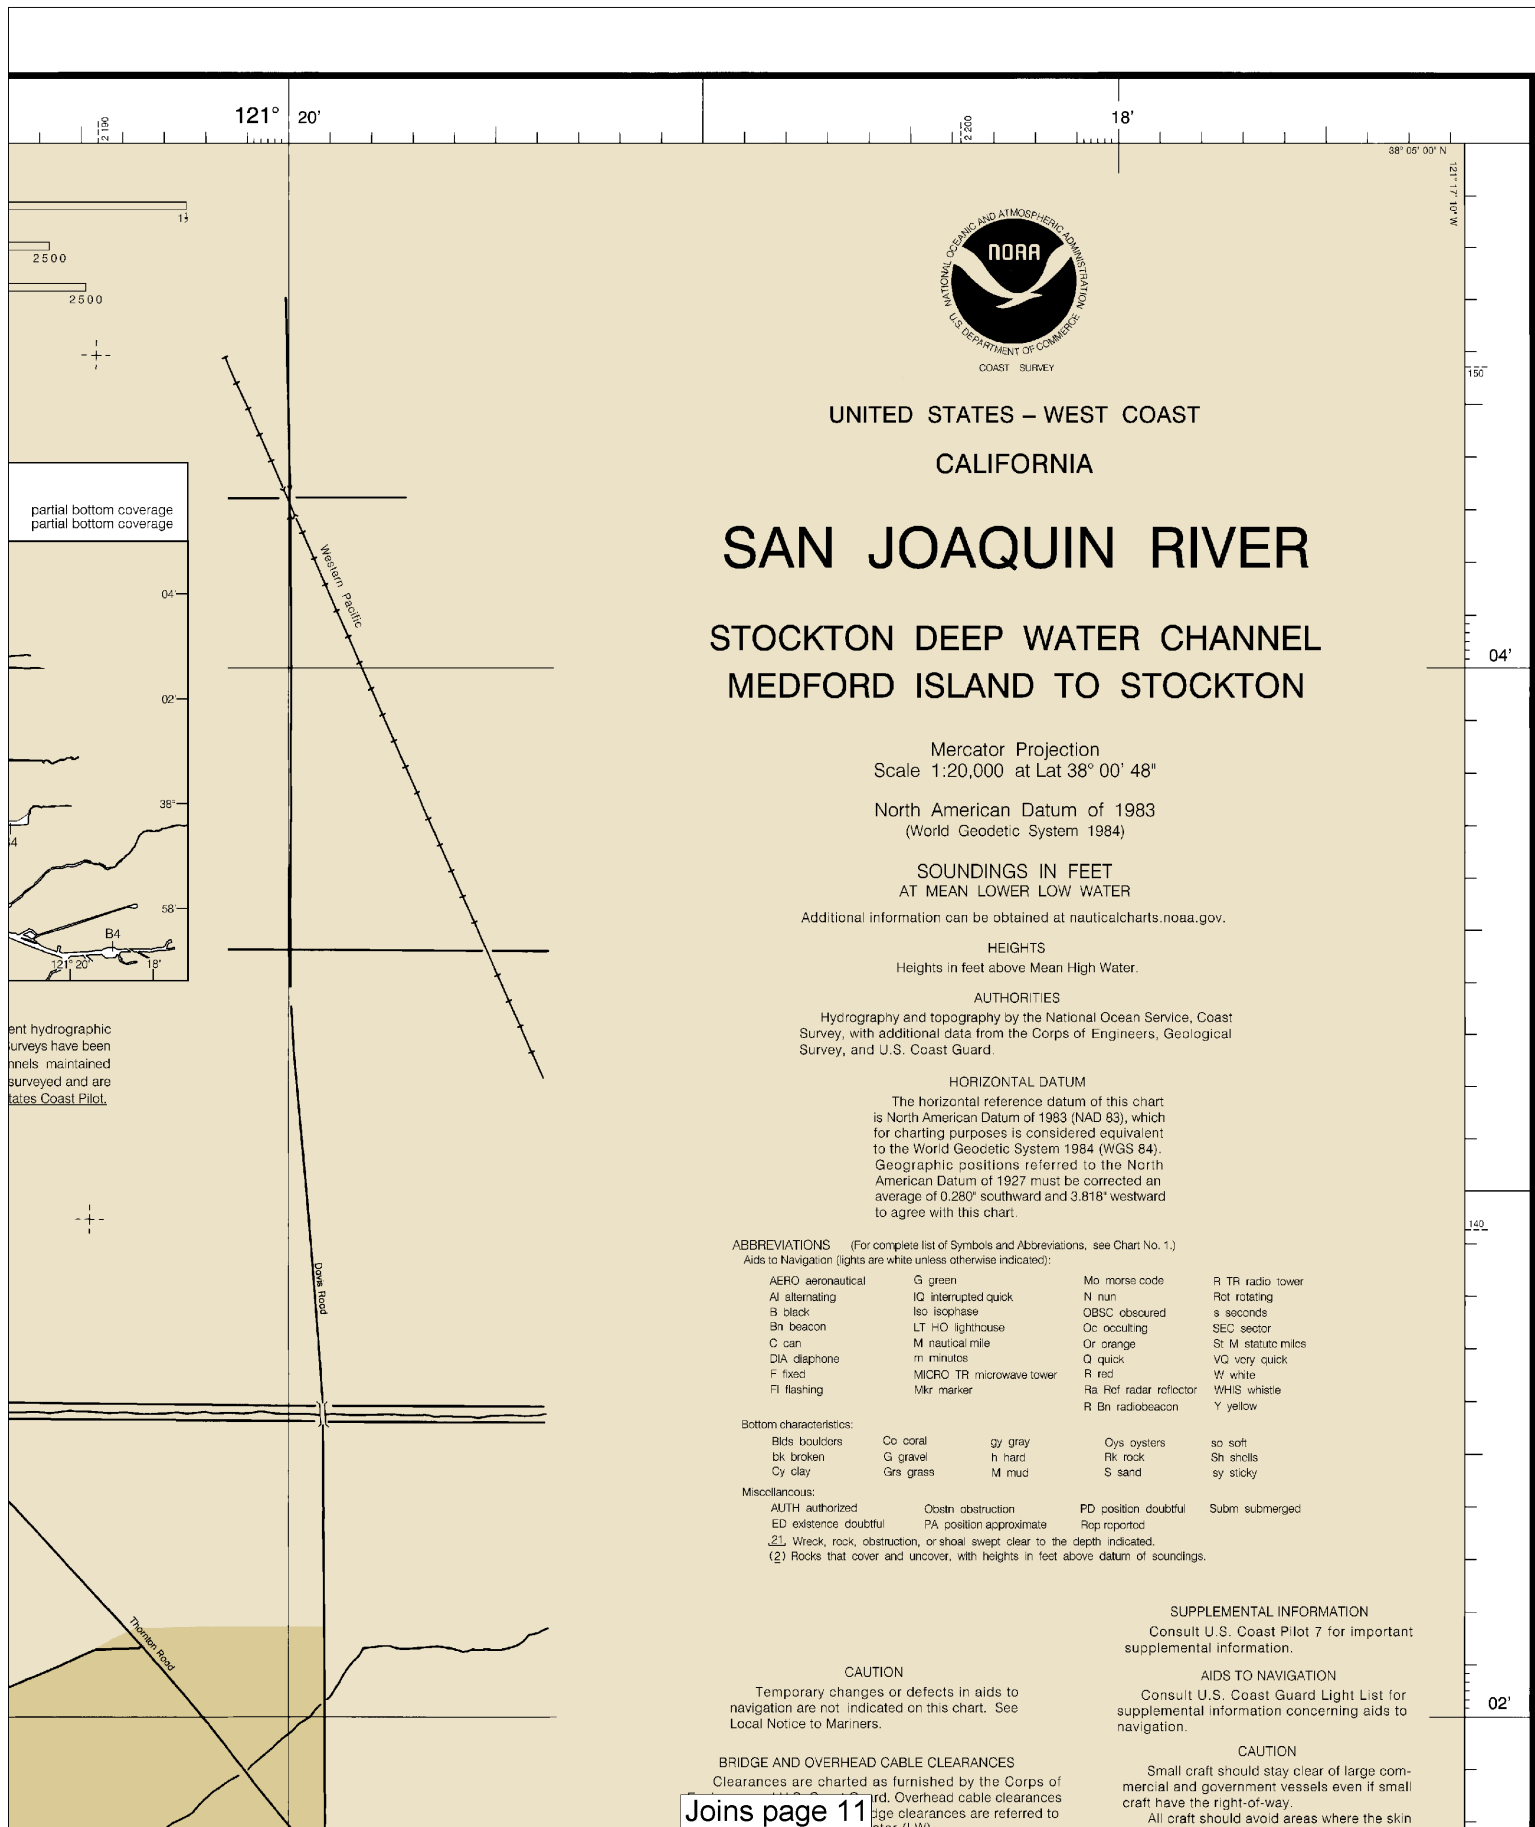 121° 20'
18'
2 190
2 200
38° 05' 00" N
121° 17' 10" W
1½
2500
2500
NATIONAL OCEANIC AND ATMOSPHERIC ADMINISTRATION
NOAA
U.S. DEPARTMENT OF COMMERCE
COAST SURVEY
150
UNITED STATES – WEST COAST
CALIFORNIA
SAN JOAQUIN RIVER
STOCKTON DEEP WATER CHANNEL
MEDFORD ISLAND TO STOCKTON
04'
Mercator Projection
Scale 1:20,000 at Lat 38° 00' 48"
North American Datum of 1983
(World Geodetic System 1984)
SOUNDINGS IN FEET
AT MEAN LOWER LOW WATER
Additional information can be obtained at nauticalcharts.noaa.gov.
HEIGHTS
Heights in feet above Mean High Water.
AUTHORITIES
Hydrography and topography by the National Ocean Service, Coast
Survey, with additional data from the Corps of Engineers, Geological
Survey, and U.S. Coast Guard.
HORIZONTAL DATUM
The horizontal reference datum of this chart
is North American Datum of 1983 (NAD 83), which
for charting purposes is considered equivalent
to the World Geodetic System 1984 (WGS 84).
Geographic positions referred to the North
American Datum of 1927 must be corrected an
average of 0.280" southward and 3.818" westward
to agree with this chart.
140
partial bottom coverage
partial bottom coverage
04'
02'
38°
58'
B4
121° 20'
18'
Western Pacific
ent hydrographic
urveys have been
nnels maintained
surveyed and are
tates Coast Pilot.
Davis Road
Thornton Road
ABBREVIATIONS (For complete list of Symbols and Abbreviations, see Chart No. 1.)
Aids to Navigation (lights are white unless otherwise indicated):
AERO aeronautical G green Mo morse code R TR radio tower
Al alternating IQ interrupted quick N nun Rot rotating
B black Iso isophase OBSC obscured s seconds
Bn beacon LT HO lighthouse Oc occulting SEC sector
C can M nautical mile Or orange St M statute miles
DIA diaphone m minutes Q quick VQ very quick
F fixed MICRO TR microwave tower R red W white
Fl flashing Mkr marker Ra Ref radar reflector WHIS whistle
R Bn radiobeacon Y yellow
Bottom characteristics:
Blds boulders Co coral gy gray Oys oysters so soft
bk broken G gravel h hard Rk rock Sh shells
Cy clay Grs grass M mud S sand sy sticky
Miscellaneous:
AUTH authorized Obstn obstruction PD position doubtful Subm submerged
ED existence doubtful PA position approximate Rep reported
21 Wreck, rock, obstruction, or shoal swept clear to the depth indicated.
(2) Rocks that cover and uncover, with heights in feet above datum of soundings.
SUPPLEMENTAL INFORMATION
Consult U.S. Coast Pilot 7 for important
supplemental information.
CAUTION
Temporary changes or defects in aids to
navigation are not indicated on this chart. See
Local Notice to Mariners.
AIDS TO NAVIGATION
Consult U.S. Coast Guard Light List for
supplemental information concerning aids to
navigation.
02'
BRIDGE AND OVERHEAD CABLE CLEARANCES
Clearances are charted as furnished by the Corps of
rd. Overhead cable clearances
dge clearances are referred to
CAUTION
Small craft should stay clear of large com-
mercial and government vessels even if small
craft have the right-of-way.
All craft should avoid areas where the skin
Joins page 11